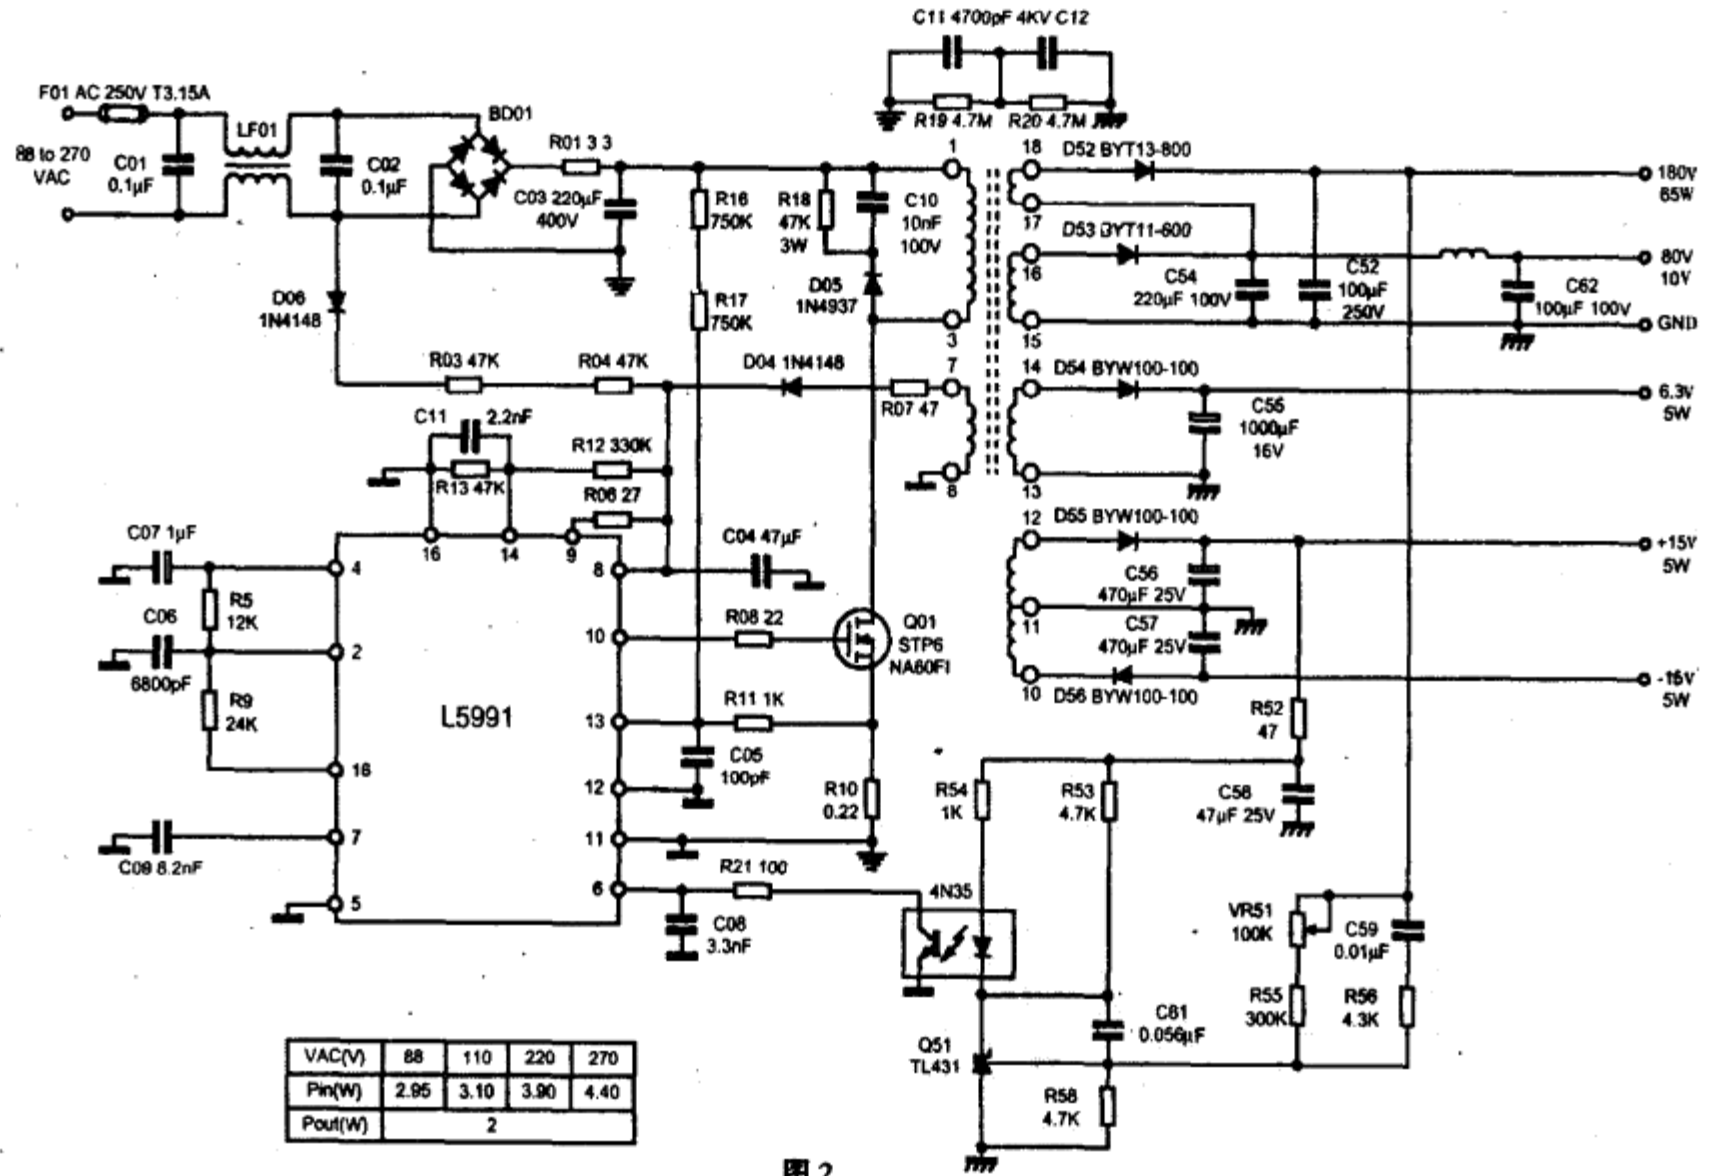 C11 4700pF 4KV C12
R19 4.7M R20 4.7M
F01 AC 250V T3.15A
88 to 270
VAC
C01
0.1μF
LF01
C02
0.1μF
BD01
R01 3 3
C03 220μF
400V
R16
750K
R17
750K
R18
47K
3W
C10
10nF
100V
D05
1N4937
1
3
7
8
18
17
16
15
14
13
12
11
10
D52 BYT13-800
D53 BYT11-600
C54
220μF 100V
C52
100μF
250V
C62
100μF 100V
180V
65W
80V
10V
GND
D54 BYW100-100
C55
1000μF
16V
6.3V
5W
D55 BYW100-100
C56
470μF 25V
C57
470μF 25V
D56 BYW100-100
+15V
5W
-15V
5W
D06
1N4148
R03 47K
R04 47K
D04 1N4148
R07 47
C11
2.2nF
R13 47K
R12 330K
R06 27
C07 1μF
C06
6800pF
R5
12K
R9
24K
C09 8.2nF
L5991
4
2
16
7
5
16
14
9
8
10
13
12
11
6
C04 47μF
R08 22
Q01
STP6
NA60FI
R11 1K
C05
100pF
R10
0.22
R21 100
C08
3.3nF
4N35
R54
1K
R53
4.7K
R52
47
C58
47μF 25V
VR51
100K
C59
0.01μF
R55
300K
R56
4.3K
C81
0.056μF
Q51
TL431
R58
4.7K
VAC(V) 88 110 220 270
Pin(W) 2.95 3.10 3.90 4.40
Pout(W) 2
图 2